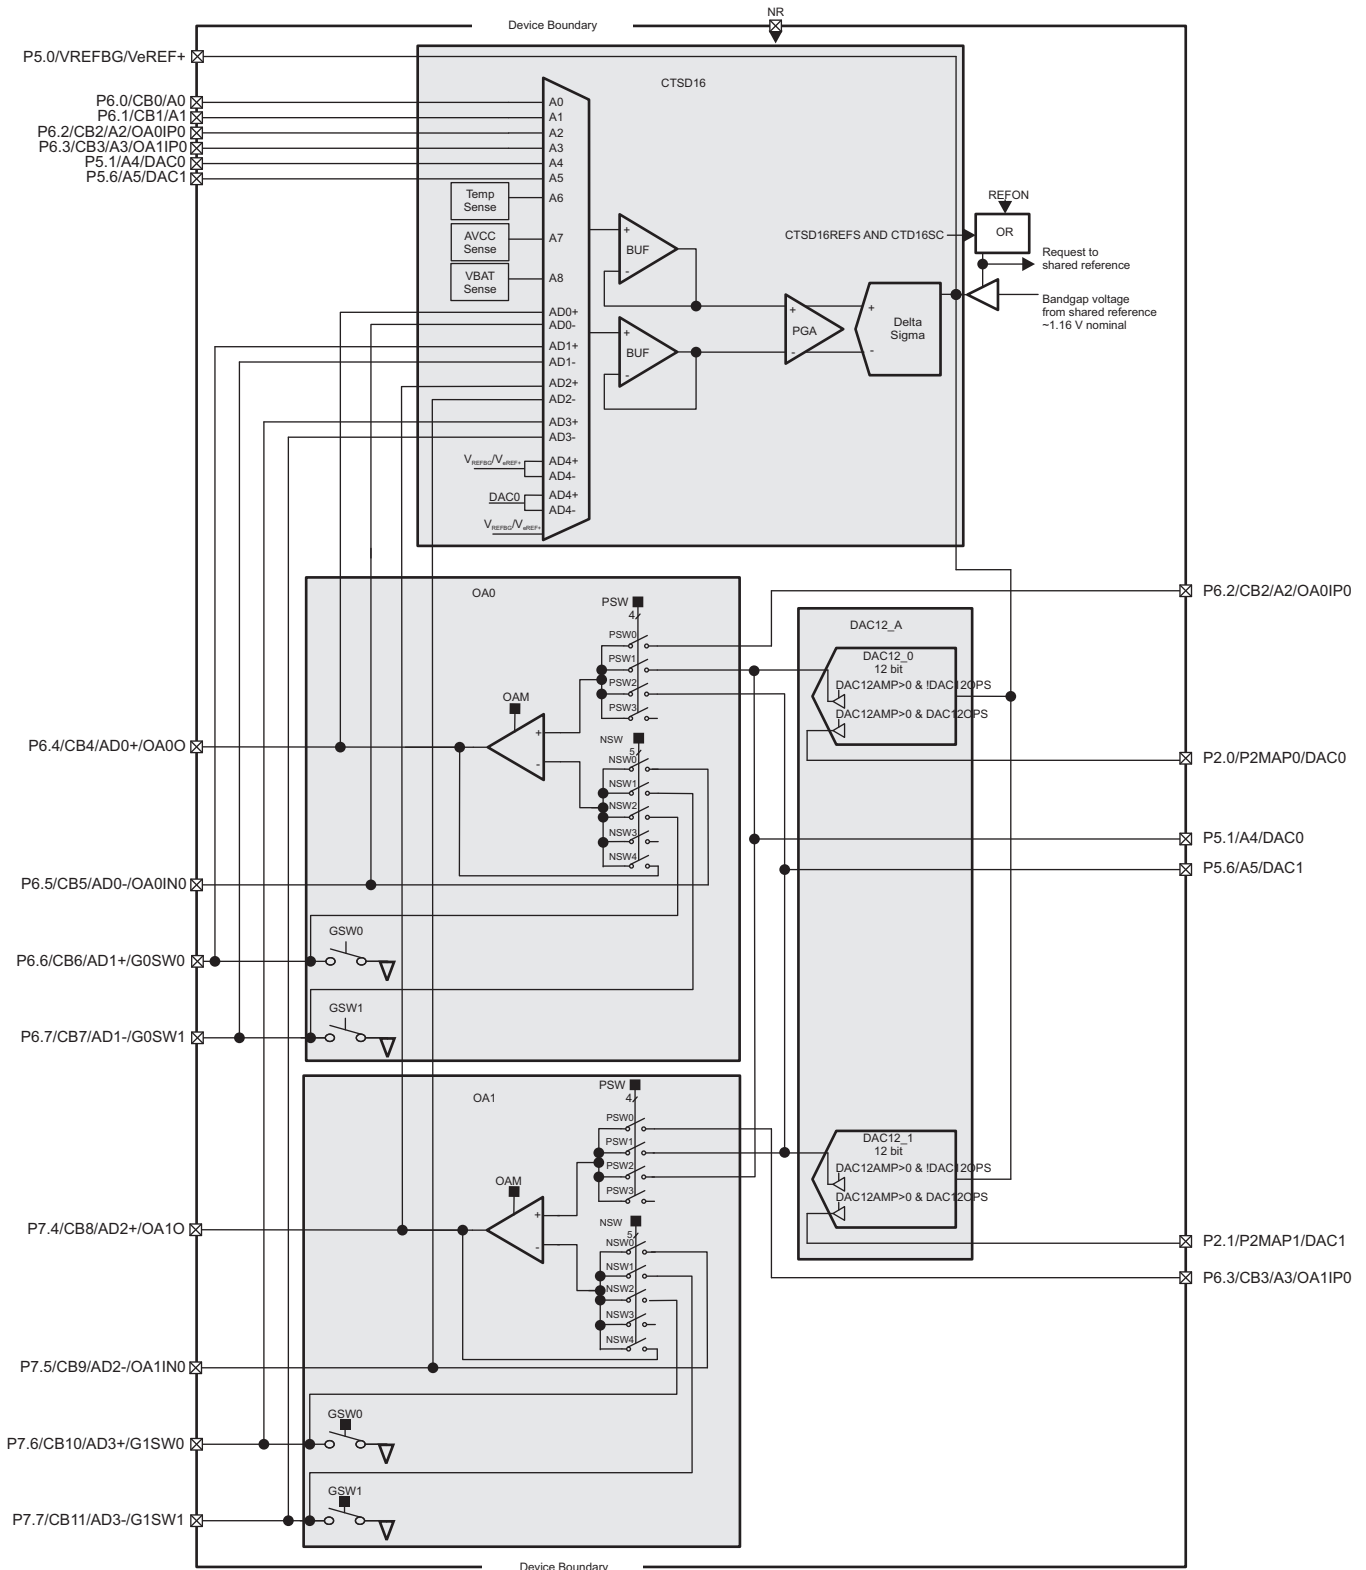 Device Boundary
NR
P5.0/VREFBG/VeREF+
CTSD16
P6.0/CB0/A0
P6.1/CB1/A1
P6.2/CB2/A2/OA0IP0
P6.3/CB3/A3/OA1IP0
P5.1/A4/DAC0
P5.6/A5/DAC1
A0
A1
A2
A3
A4
A5
Temp
Sense
A6
AVCC
Sense
A7
VBAT
Sense
A8
AD0+
AD0-
AD1+
AD1-
AD2+
AD2-
AD3+
AD3-
VREFBG/VeREF+
AD4+
AD4-
DAC0
AD4+
AD4-
VREFBG/VeREF+
+
BUF
-
+
BUF
-
+
PGA
-
+
Delta
Sigma
-
REFON
CTSD16REFS AND CTD16SC
OR
Request to
shared reference
Bandgap voltage
from shared reference
~1.16 V nominal
OA0
PSW
4
PSW0
PSW1
PSW2
PSW3
OAM
+
-
NSW
5
NSW0
NSW1
NSW2
NSW3
NSW4
GSW0
GSW1
P6.4/CB4/AD0+/OA0O
P6.5/CB5/AD0-/OA0IN0
P6.6/CB6/AD1+/G0SW0
P6.7/CB7/AD1-/G0SW1
P6.2/CB2/A2/OA0IP0
DAC12_A
DAC12_0
12 bit
DAC12AMP>0 & !DAC12OPS
DAC12AMP>0 & DAC12OPS
P2.0/P2MAP0/DAC0
P5.1/A4/DAC0
P5.6/A5/DAC1
OA1
PSW
4
PSW0
PSW1
PSW2
PSW3
OAM
+
-
NSW
5
NSW0
NSW1
NSW2
NSW3
NSW4
GSW0
GSW1
P7.4/CB8/AD2+/OA1O
P7.5/CB9/AD2-/OA1IN0
P7.6/CB10/AD3+/G1SW0
P7.7/CB11/AD3-/G1SW1
DAC12_1
12 bit
DAC12AMP>0 & !DAC12OPS
DAC12AMP>0 & DAC12OPS
P2.1/P2MAP1/DAC1
P6.3/CB3/A3/OA1IP0
Device Boundary